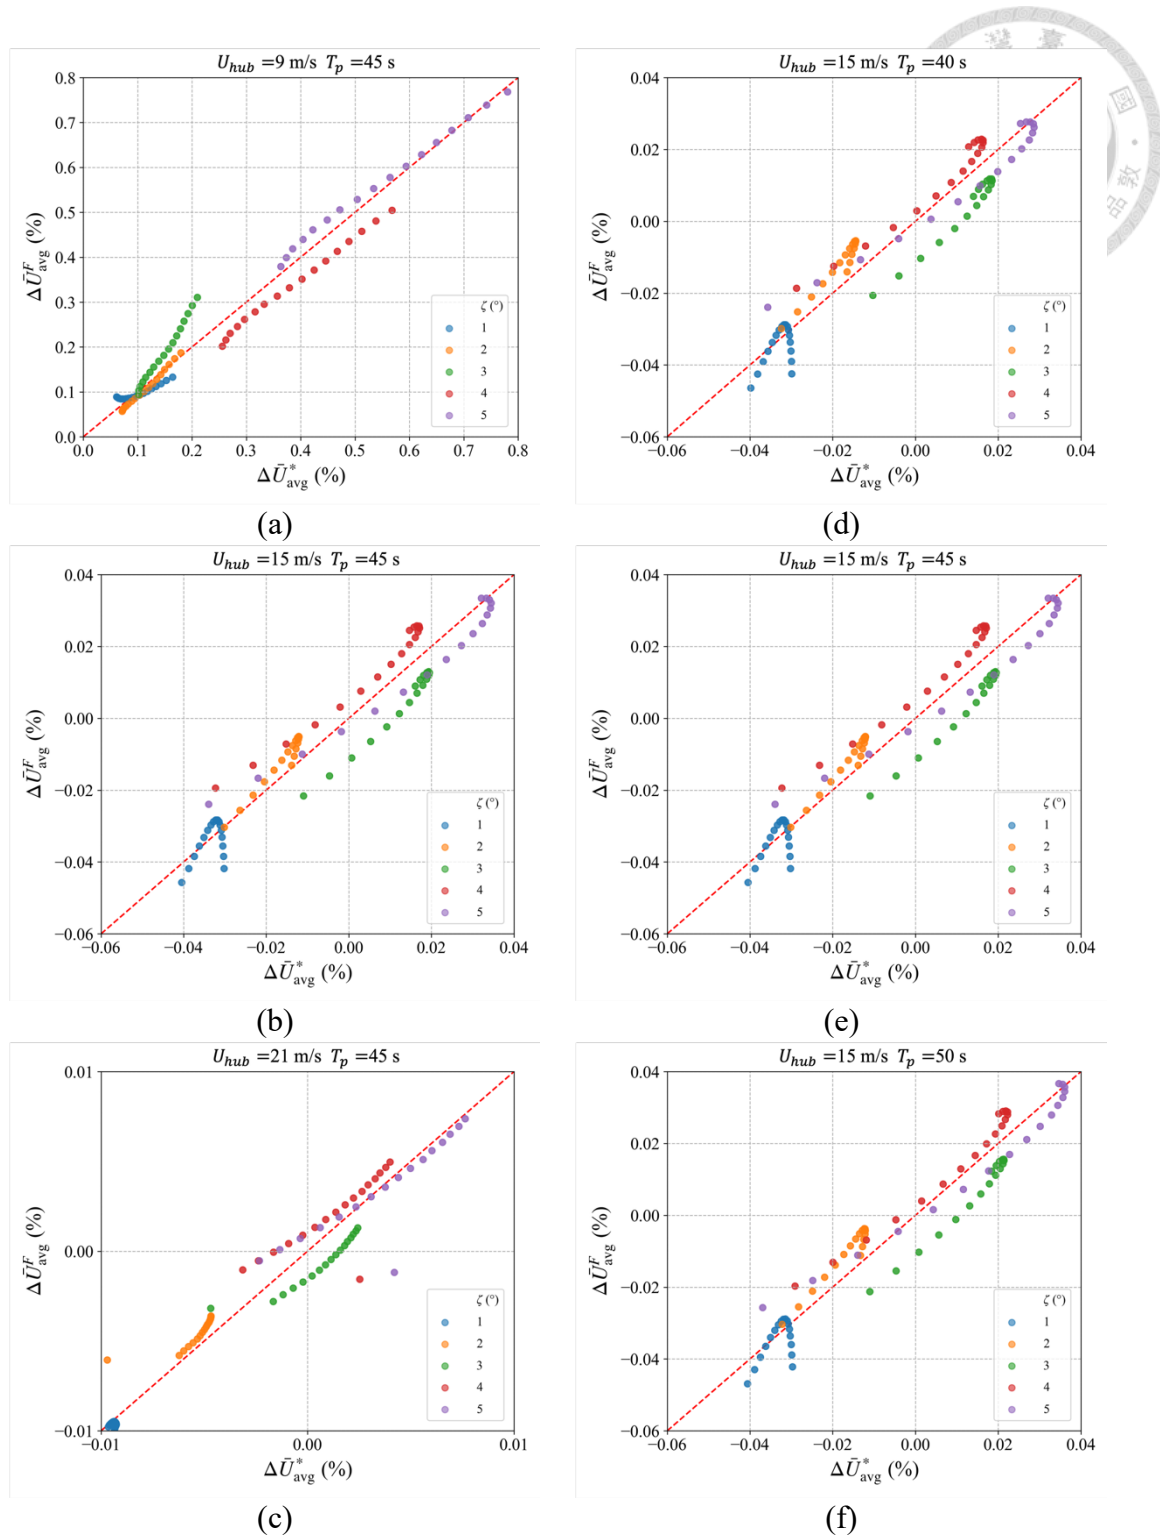 U_hub =9 m/s T_p =45 s
0.8
0.7
0.6
0.5
0.4
0.3
0.2
0.1
0.0
0.0 0.1 0.2 0.3 0.4 0.5 0.6 0.7 0.8
ΔŪ^F_avg (%)
ΔŪ^*_avg (%)
ζ (°)
1
2
3
4
5
(a)
U_hub =15 m/s T_p =40 s
0.04
0.02
0.00
−0.02
−0.04
−0.06
−0.06 −0.04 −0.02 0.00 0.02 0.04
ΔŪ^F_avg (%)
ΔŪ^*_avg (%)
ζ (°)
1
2
3
4
5
(d)
U_hub =15 m/s T_p =45 s
0.04
0.02
0.00
−0.02
−0.04
−0.06
−0.06 −0.04 −0.02 0.00 0.02 0.04
ΔŪ^F_avg (%)
ΔŪ^*_avg (%)
ζ (°)
1
2
3
4
5
(b)
U_hub =15 m/s T_p =45 s
0.04
0.02
0.00
−0.02
−0.04
−0.06
−0.06 −0.04 −0.02 0.00 0.02 0.04
ΔŪ^F_avg (%)
ΔŪ^*_avg (%)
ζ (°)
1
2
3
4
5
(e)
U_hub =21 m/s T_p =45 s
0.01
0.00
−0.01
−0.01 0.00 0.01
ΔŪ^F_avg (%)
ΔŪ^*_avg (%)
ζ (°)
1
2
3
4
5
(c)
U_hub =15 m/s T_p =50 s
0.04
0.02
0.00
−0.02
−0.04
−0.06
−0.06 −0.04 −0.02 0.00 0.02 0.04
ΔŪ^F_avg (%)
ΔŪ^*_avg (%)
ζ (°)
1
2
3
4
5
(f)